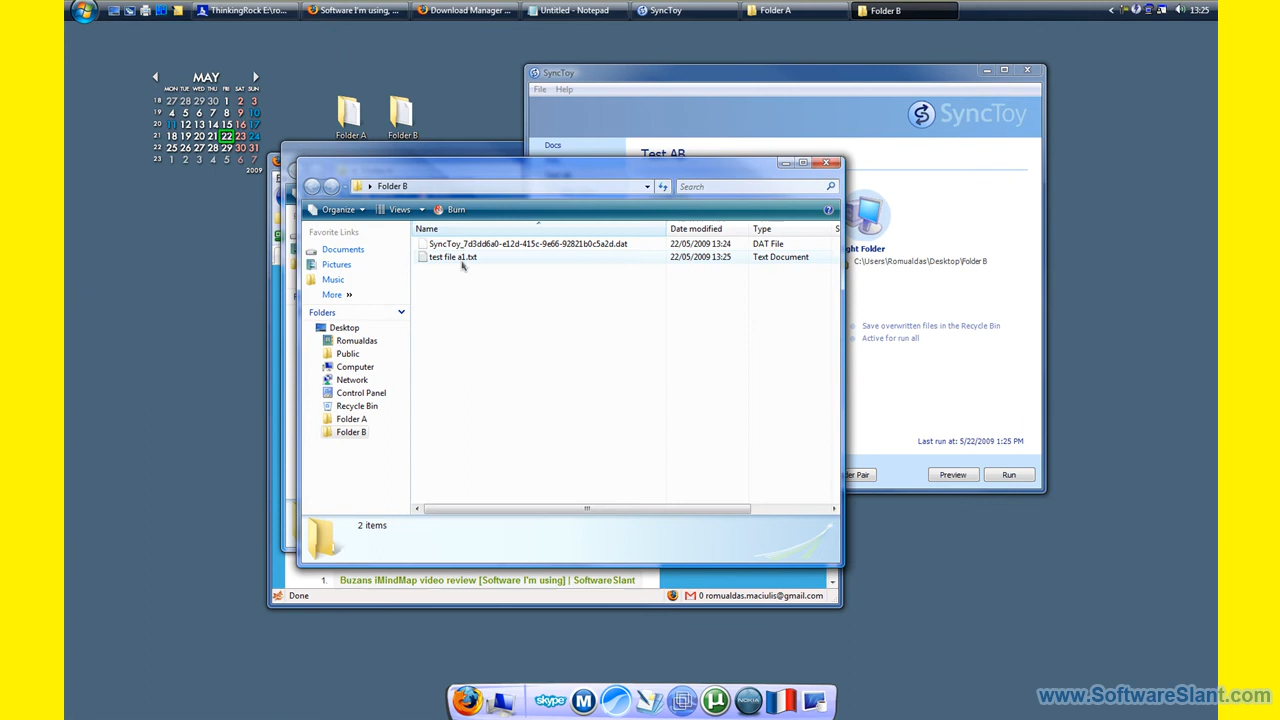 ThinkingRock E:\ro...
Software I'm using, ...
Download Manager ...
Untitled - Notepad
SyncToy
Folder A
Folder B
13:25
MAY
MON TUE WED THU FRI SAT SUN
18 27 28 29 30 1 2 3
19 4 5 6 7 8 9 10
20 11 12 13 14 15 16 17
21 18 19 20 21 22 23 24
22 25 26 27 28 29 30 31
23 1 2 3 4 5 6 7
2009
Folder A
Folder B
SyncToy
File Help
SyncToy
Docs
Test AB
Folder B
Search
Organize
Views
Burn
Favorite Links
Documents
Pictures
Music
More »
Folders
Desktop
Romualdas
Public
Computer
Network
Control Panel
Recycle Bin
Folder A
Folder B
Name Date modified Type S
SyncToy_7d3dd6a0-e12d-415c-9e66-92821b0c5a2d.dat 22/05/2009 13:24 DAT File
test file a1.txt 22/05/2009 13:25 Text Document
2 items
ght Folder
C:\Users\Romualdas\Desktop\Folder B
Save overwritten files in the Recycle Bin
Active for run all
Last run at: 5/22/2009 1:25 PM
der Pair
Preview
Run
1. Buzans iMindMap video review [Software I'm using] | SoftwareSlant
Done
0 romualdas.maciulis@gmail.com
skype
M
NOKIA
www.SoftwareSlant.com